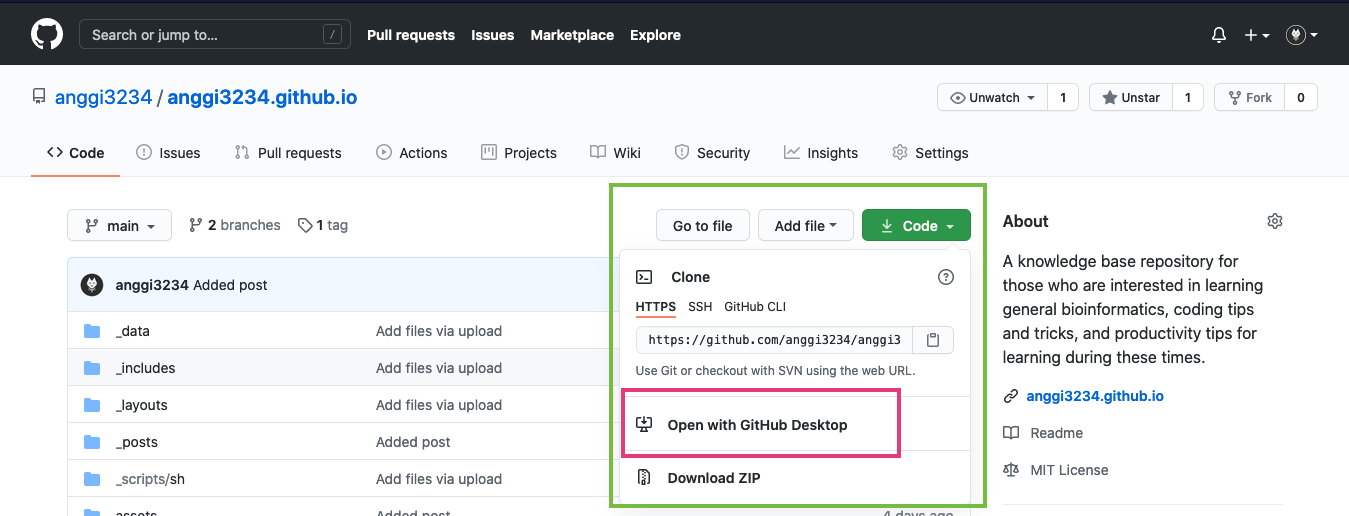 Search or jump to… /
Pull requests Issues Marketplace Explore
anggi3234 / anggi3234.github.io
Unwatch 1 Unstar 1 Fork 0
Code Issues Pull requests Actions Projects Wiki Security Insights Settings
main 2 branches 1 tag
Go to file Add file Code
anggi3234 Added post
_data Add files via upload
_includes Add files via upload
_layouts Add files via upload
_posts Added post
_scripts/sh Add files via upload
assets Added post 4 days ago
Clone
HTTPS SSH GitHub CLI
https://github.com/anggi3234/anggi3
Use Git or checkout with SVN using the web URL.
Open with GitHub Desktop
Download ZIP
About
A knowledge base repository for
those who are interested in learning
general bioinformatics, coding tips
and tricks, and productivity tips for
learning during these times.
anggi3234.github.io
Readme
MIT License